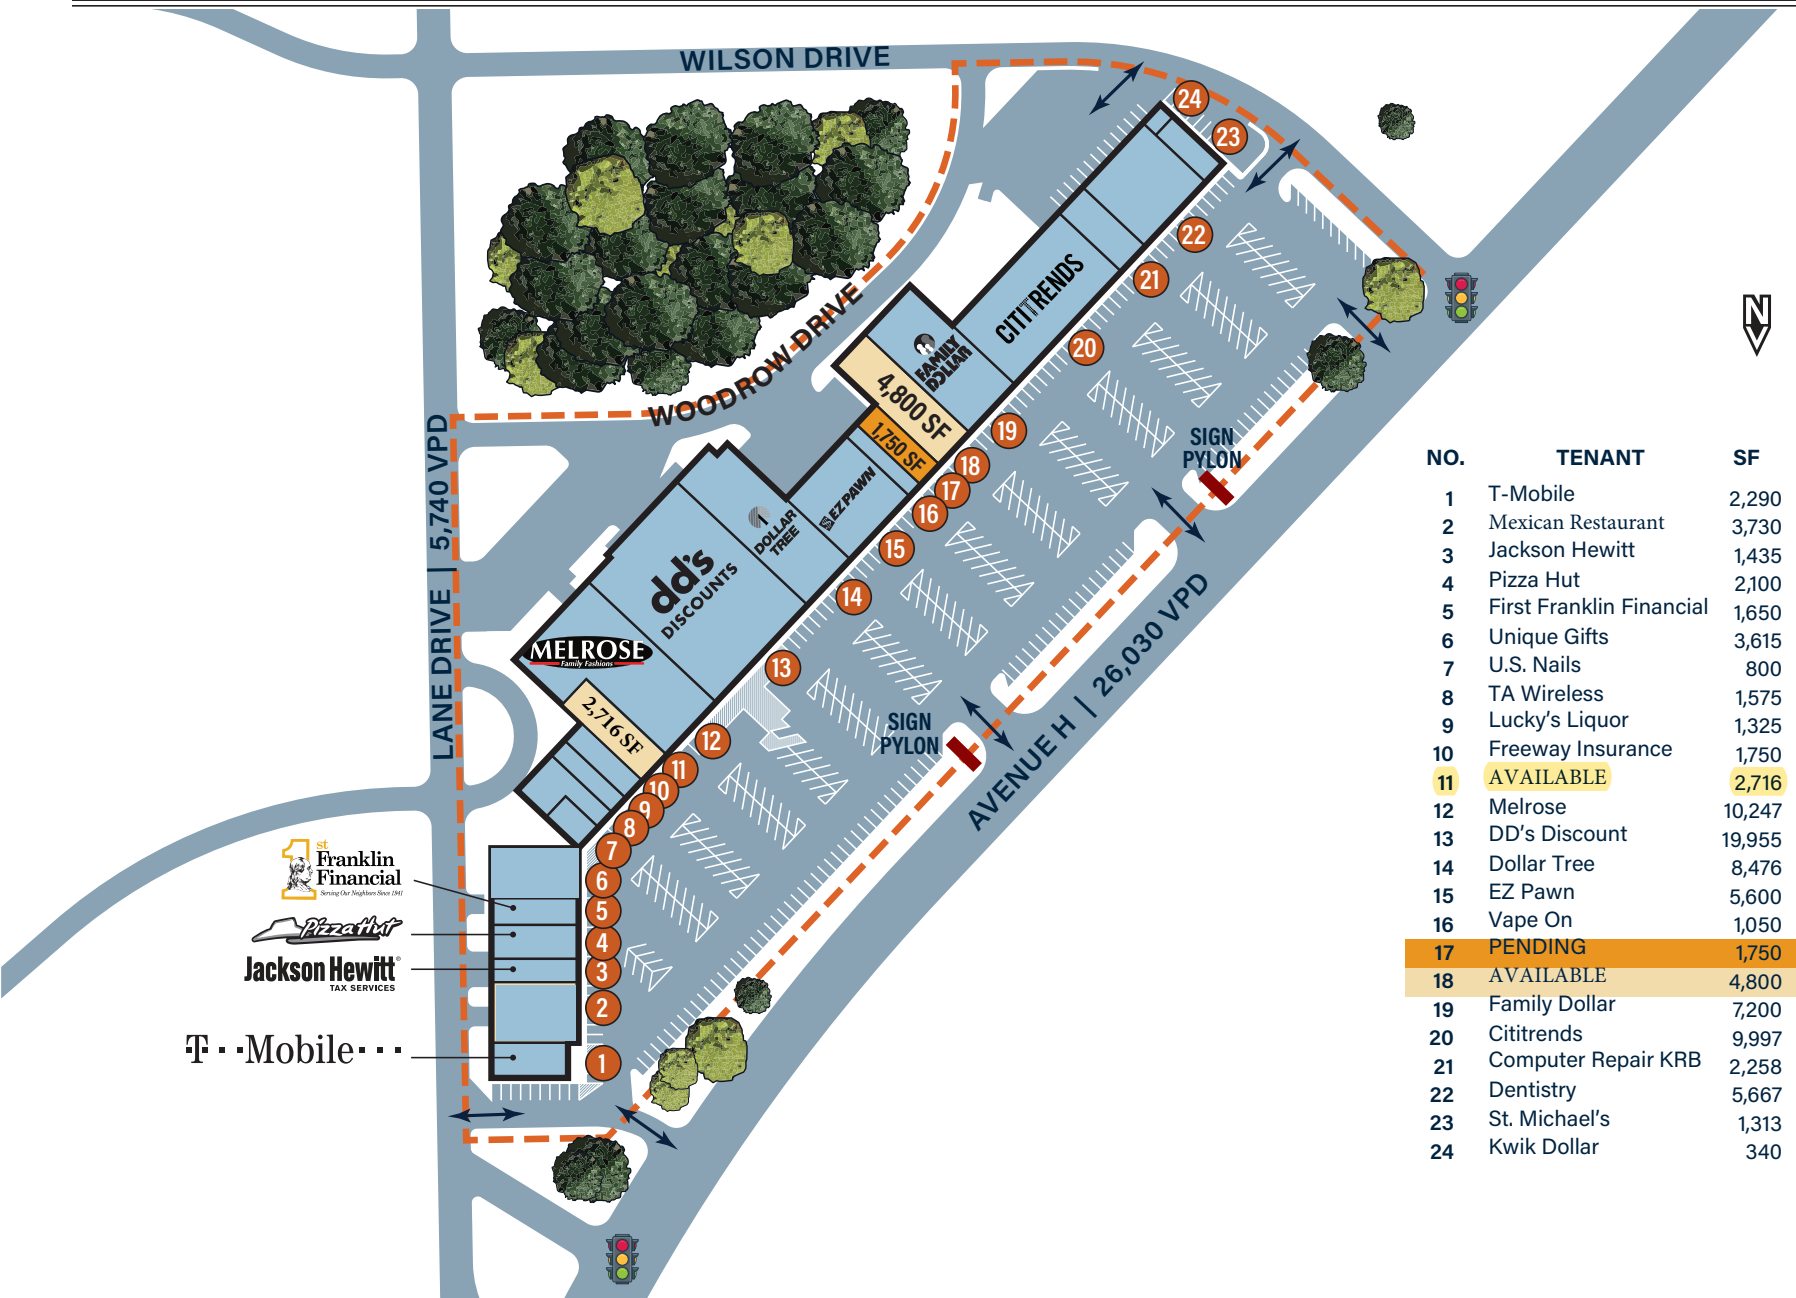 WILSON DRIVE
24
23
22
21
CITITRENDS
20
FAMILY
DOLLAR
N
WOODROW DRIVE
4,800 SF
1,750 SF
19
18
17
16
15
14
13
12
11
10
9
8
7
6
5
4
3
2
1
SIGN
PYLON
LANE DRIVE | 5,740 VPD
EZ PAWN
1
DOLLAR
TREE
dd's
DISCOUNTS
MELROSE
Family Fashions
2,716 SF
SIGN
PYLON
AVENUE H | 26,030 VPD
1st
Franklin
Financial
Serving Our Neighbors Since 1941
Pizza Hut
Jackson Hewitt®
TAX SERVICES
T··Mobile···
NO. TENANT SF
1 T-Mobile 2,290
2 Mexican Restaurant 3,730
3 Jackson Hewitt 1,435
4 Pizza Hut 2,100
5 First Franklin Financial 1,650
6 Unique Gifts 3,615
7 U.S. Nails 800
8 TA Wireless 1,575
9 Lucky's Liquor 1,325
10 Freeway Insurance 1,750
11 AVAILABLE 2,716
12 Melrose 10,247
13 DD's Discount 19,955
14 Dollar Tree 8,476
15 EZ Pawn 5,600
16 Vape On 1,050
17 PENDING 1,750
18 AVAILABLE 4,800
19 Family Dollar 7,200
20 Cititrends 9,997
21 Computer Repair KRB 2,258
22 Dentistry 5,667
23 St. Michael's 1,313
24 Kwik Dollar 340